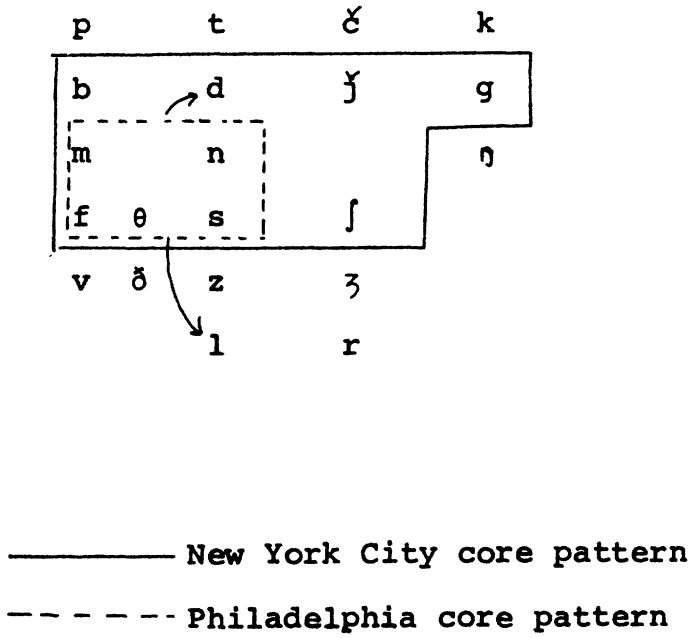 p t č k
b d ǰ g
m n ŋ
f θ s ʃ
v ð z ʒ
l r
New York City core pattern
Philadelphia core pattern